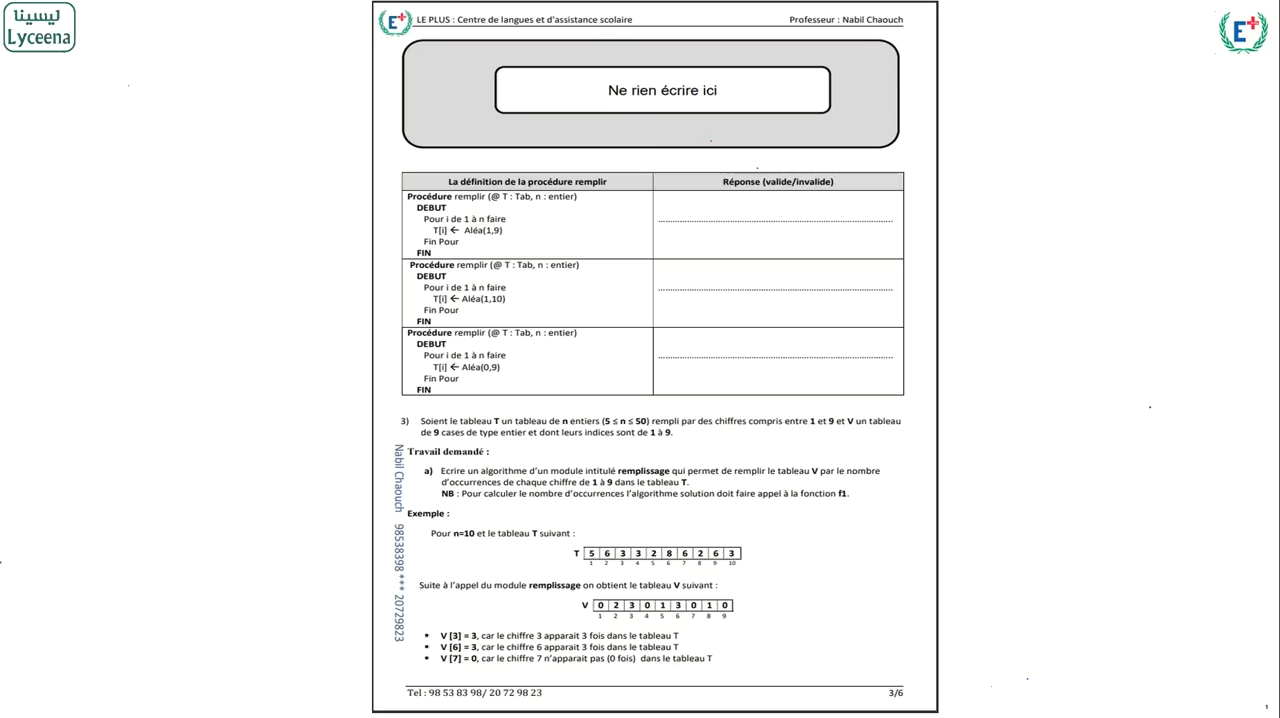 ليسينا
Lyceena
E+
LE PLUS : Centre de langues et d'assistance scolaire Professeur : Nabil Chaouch
E+
Ne rien écrire ici
La définition de la procédure remplir Réponse (valide/invalide)
Procédure remplir (@ T : Tab, n : entier)
DEBUT
Pour i de 1 à n faire
T[i] ← Aléa(1,9)
Fin Pour
FIN
Procédure remplir (@ T : Tab, n : entier)
DEBUT
Pour i de 1 à n faire
T[i] ← Aléa(1,10)
Fin Pour
FIN
Procédure remplir (@ T : Tab, n : entier)
DEBUT
Pour i de 1 à n faire
T[i] ← Aléa(0,9)
Fin Pour
FIN
3) Soient le tableau T un tableau de n entiers (5 ≤ n ≤ 50) rempli par des chiffres compris entre 1 et 9 et V un tableau
de 9 cases de type entier et dont leurs indices sont de 1 à 9.
Travail demandé :
a) Ecrire un algorithme d'un module intitulé remplissage qui permet de remplir le tableau V par le nombre
d'occurrences de chaque chiffre de 1 à 9 dans le tableau T.
NB : Pour calculer le nombre d'occurrences l'algorithme solution doit faire appel à la fonction f1.
Exemple :
Pour n=10 et le tableau T suivant :
T 5 6 3 3 2 8 6 2 6 3
1 2 3 4 5 6 7 8 9 10
Suite à l'appel du module remplissage on obtient le tableau V suivant :
V 0 2 3 0 1 3 0 1 0
1 2 3 4 5 6 7 8 9
▪ V [3] = 3, car le chiffre 3 apparait 3 fois dans le tableau T
▪ V [6] = 3, car le chiffre 6 apparait 3 fois dans le tableau T
▪ V [7] = 0, car le chiffre 7 n'apparait pas (0 fois) dans le tableau T
Nabil Chaouch 98538398 *** 20729823
Tel : 98 53 83 98/ 20 72 98 23 3/6
1